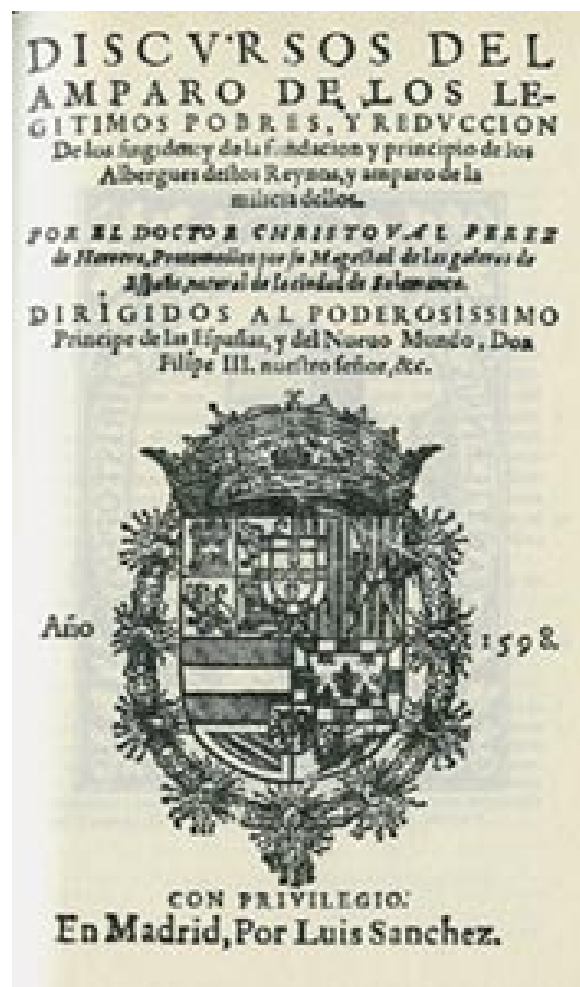 DISCVRSOS DEL
AMPARO DE LOS LE-
GITIMOS POBRES, Y REDVCCION
De los fingidos: y de la fundacion y principio de los
Albergues destos Reynos, y amparo de la
milicia dellos.
POR EL DOCTOR CHRISTOVAL PEREZ
de Herrera, Protomedico por su Magestad de las galeras de
España, natural de la ciudad de Salamanca.
DIRIGIDOS AL PODEROSISSIMO
Principe de las Españas, y del Nueuo Mundo, Don
Filipe III. nuestro señor, &c.
Año 1598.
CON PRIVILEGIO.
En Madrid, Por Luis Sanchez.